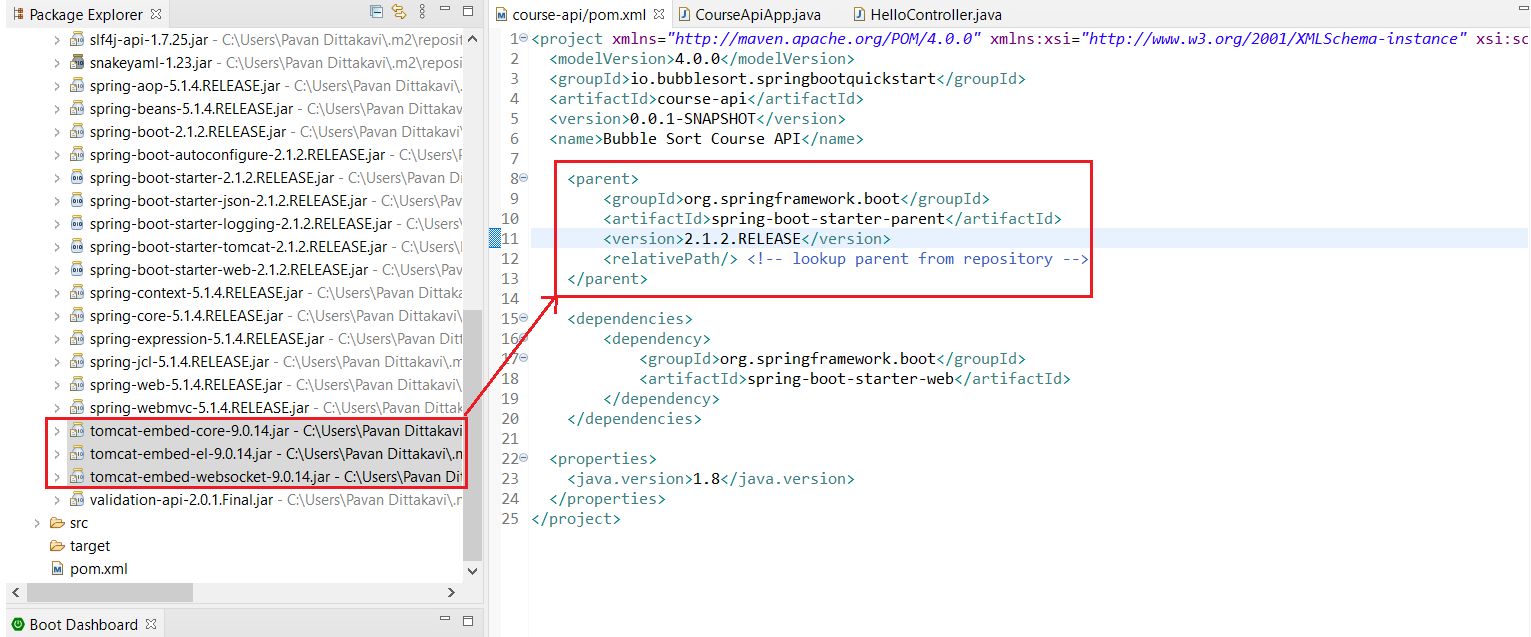 Package Explorer
slf4j-api-1.7.25.jar - C:\Users\Pavan Dittakavi\.m2\reposit
snakeyaml-1.23.jar - C:\Users\Pavan Dittakavi\.m2\reposi
spring-aop-5.1.4.RELEASE.jar - C:\Users\Pavan Dittakavi\.
spring-beans-5.1.4.RELEASE.jar - C:\Users\Pavan Dittakavi\
spring-boot-2.1.2.RELEASE.jar - C:\Users\Pavan Dittakavi\.
spring-boot-autoconfigure-2.1.2.RELEASE.jar - C:\Users\P
spring-boot-starter-2.1.2.RELEASE.jar - C:\Users\Pavan Di
spring-boot-starter-json-2.1.2.RELEASE.jar - C:\Users\Pav
spring-boot-starter-logging-2.1.2.RELEASE.jar - C:\Users\
spring-boot-starter-tomcat-2.1.2.RELEASE.jar - C:\Users\
spring-boot-starter-web-2.1.2.RELEASE.jar - C:\Users\Pav
spring-context-5.1.4.RELEASE.jar - C:\Users\Pavan Dittaka
spring-core-5.1.4.RELEASE.jar - C:\Users\Pavan Dittakavi\.
spring-expression-5.1.4.RELEASE.jar - C:\Users\Pavan Ditt
spring-jcl-5.1.4.RELEASE.jar - C:\Users\Pavan Dittakavi\.m
spring-web-5.1.4.RELEASE.jar - C:\Users\Pavan Dittakavi\
spring-webmvc-5.1.4.RELEASE.jar - C:\Users\Pavan Dittak
tomcat-embed-core-9.0.14.jar - C:\Users\Pavan Dittakavi
tomcat-embed-el-9.0.14.jar - C:\Users\Pavan Dittakavi\.m
tomcat-embed-websocket-9.0.14.jar - C:\Users\Pavan Dit
validation-api-2.0.1.Final.jar - C:\Users\Pavan Dittakavi\.r
src
target
pom.xml
Boot Dashboard
course-api/pom.xml
CourseApiApp.java
HelloController.java
1 <project xmlns="http://maven.apache.org/POM/4.0.0" xmlns:xsi="http://www.w3.org/2001/XMLSchema-instance" xsi:sc
2 <modelVersion>4.0.0</modelVersion>
3 <groupId>io.bubblesort.springbootquickstart</groupId>
4 <artifactId>course-api</artifactId>
5 <version>0.0.1-SNAPSHOT</version>
6 <name>Bubble Sort Course API</name>
7
8 <parent>
9 <groupId>org.springframework.boot</groupId>
10 <artifactId>spring-boot-starter-parent</artifactId>
11 <version>2.1.2.RELEASE</version>
12 <relativePath/> <!-- lookup parent from repository -->
13 </parent>
14
15 <dependencies>
16 <dependency>
17 <groupId>org.springframework.boot</groupId>
18 <artifactId>spring-boot-starter-web</artifactId>
19 </dependency>
20 </dependencies>
21
22 <properties>
23 <java.version>1.8</java.version>
24 </properties>
25 </project>